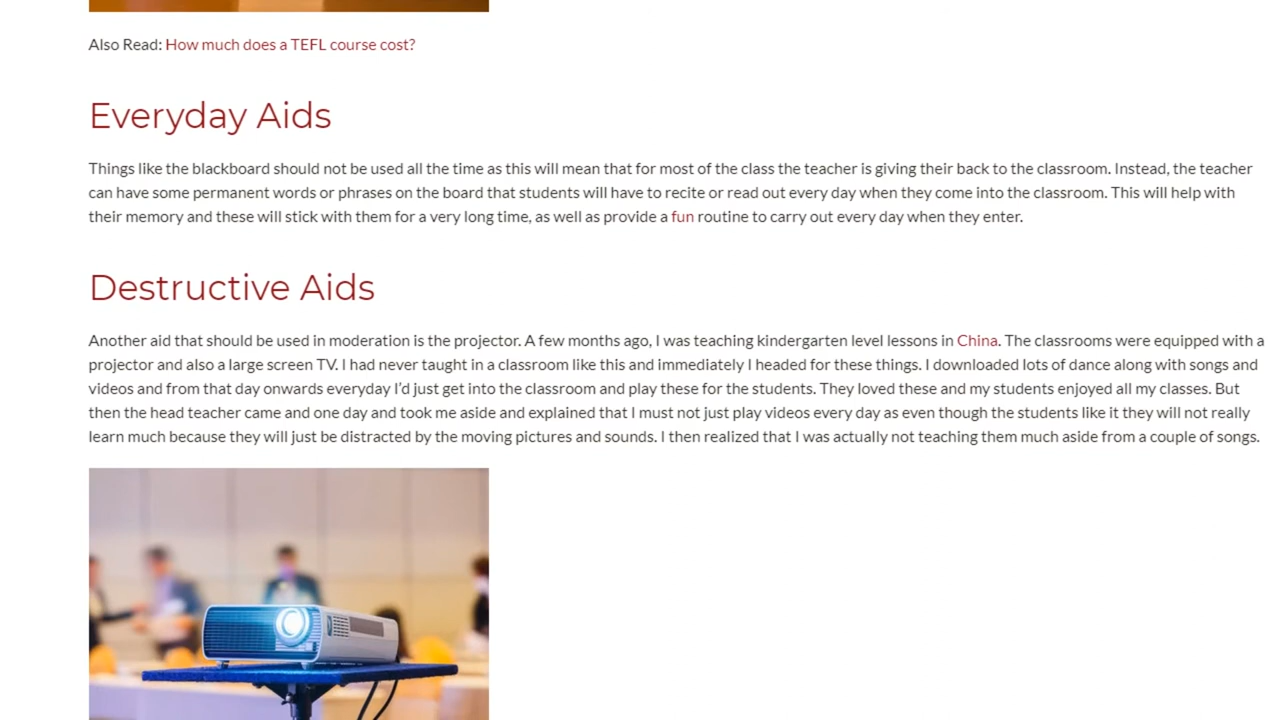 Also Read: How much does a TEFL course cost?
Everyday Aids
Things like the blackboard should not be used all the time as this will mean that for most of the class the teacher is giving their back to the classroom. Instead, the teacher
can have some permanent words or phrases on the board that students will have to recite or read out every day when they come into the classroom. This will help with
their memory and these will stick with them for a very long time, as well as provide a fun routine to carry out every day when they enter.
Destructive Aids
Another aid that should be used in moderation is the projector. A few months ago, I was teaching kindergarten level lessons in China. The classrooms were equipped with a
projector and also a large screen TV. I had never taught in a classroom like this and immediately I headed for these things. I downloaded lots of dance along with songs and
videos and from that day onwards everyday I’d just get into the classroom and play these for the students. They loved these and my students enjoyed all my classes. But
then the head teacher came and one day and took me aside and explained that I must not just play videos every day as even though the students like it they will not really
learn much because they will just be distracted by the moving pictures and sounds. I then realized that I was actually not teaching them much aside from a couple of songs.